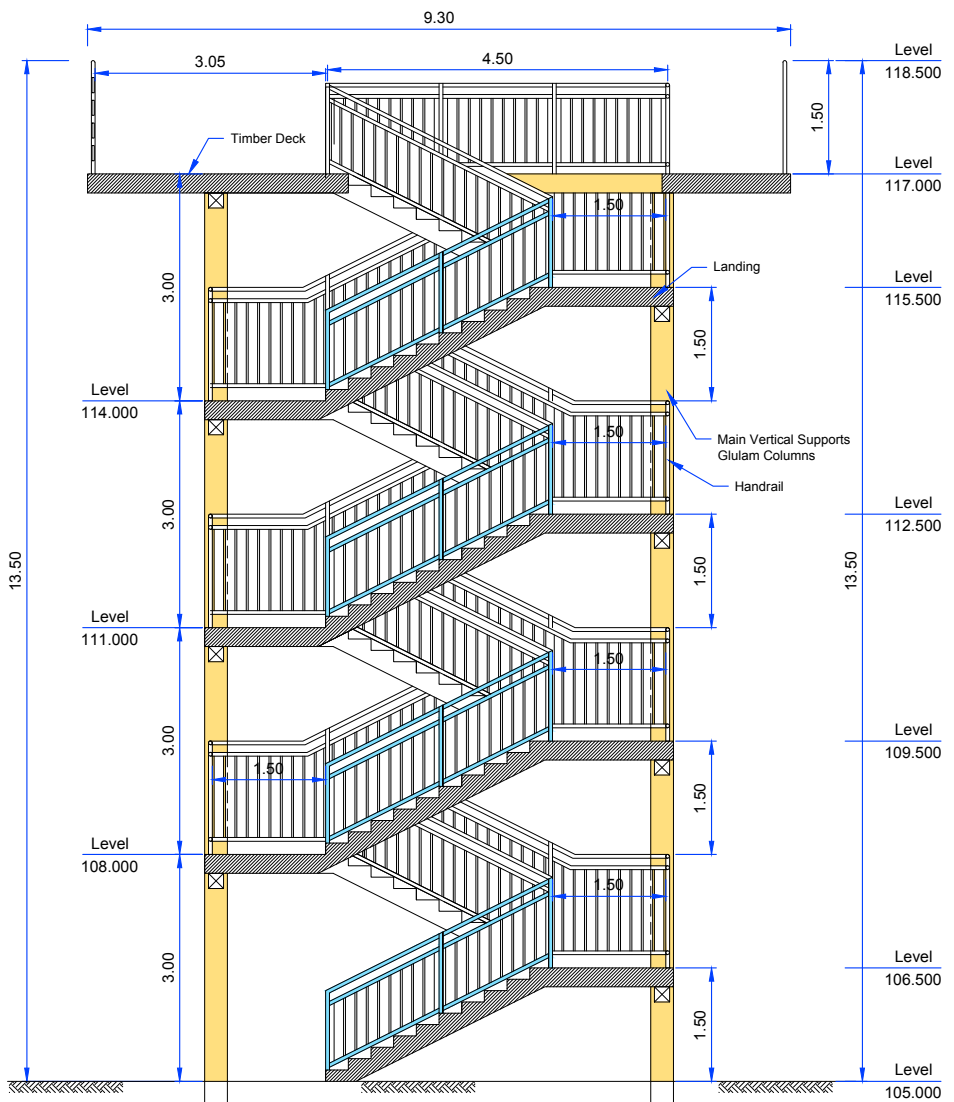 9.30
3.05
4.50
Level
118.500
1.50
Timber Deck
Level
117.000
1.50
3.00
Landing
Level
115.500
1.50
Level
114.000
1.50
Main Vertical Supports
Glulam Columns
Handrail
3.00
Level
112.500
13.50
13.50
1.50
Level
111.000
1.50
3.00
1.50
Level
109.500
1.50
Level
108.000
1.50
3.00
Level
106.500
1.50
Level
105.000